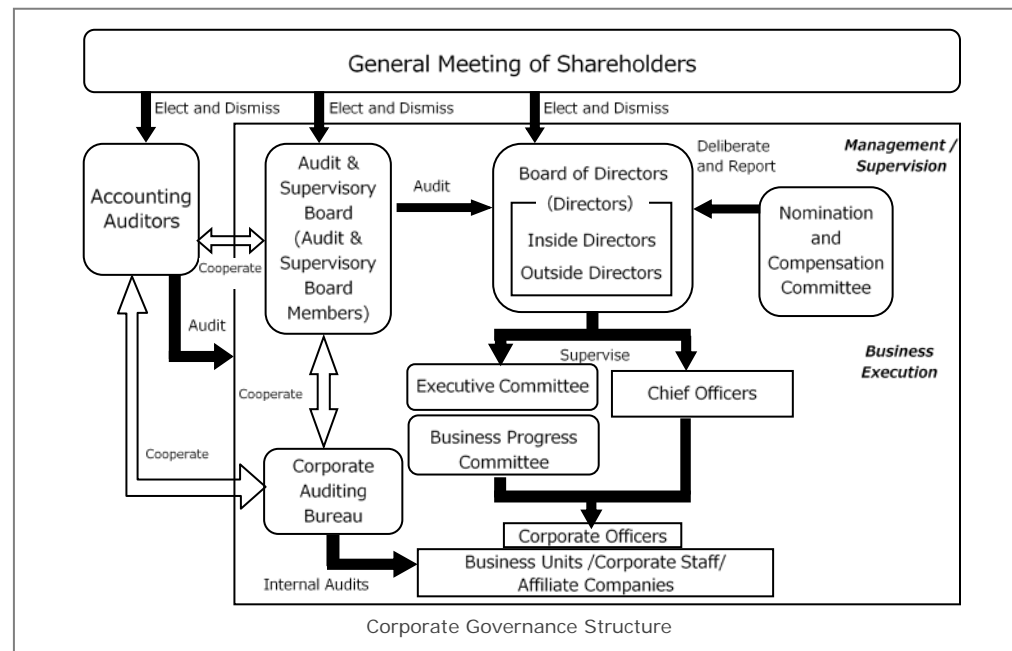 General Meeting of Shareholders
Elect and Dismiss
Elect and Dismiss
Elect and Dismiss
Accounting
Auditors
Audit &
Supervisory
Board
(Audit &
Supervisory
Board
Members)
Audit
Board of Directors
(Directors)
Inside Directors
Outside Directors
Deliberate
and Report
Management /
Supervision
Nomination
and
Compensation
Committee
Cooperate
Audit
Supervise
Business
Execution
Executive Committee
Chief Officers
Cooperate
Business Progress
Committee
Cooperate
Corporate
Auditing
Bureau
Corporate Officers
Internal Audits
Business Units /Corporate Staff/
Affiliate Companies
Corporate Governance Structure